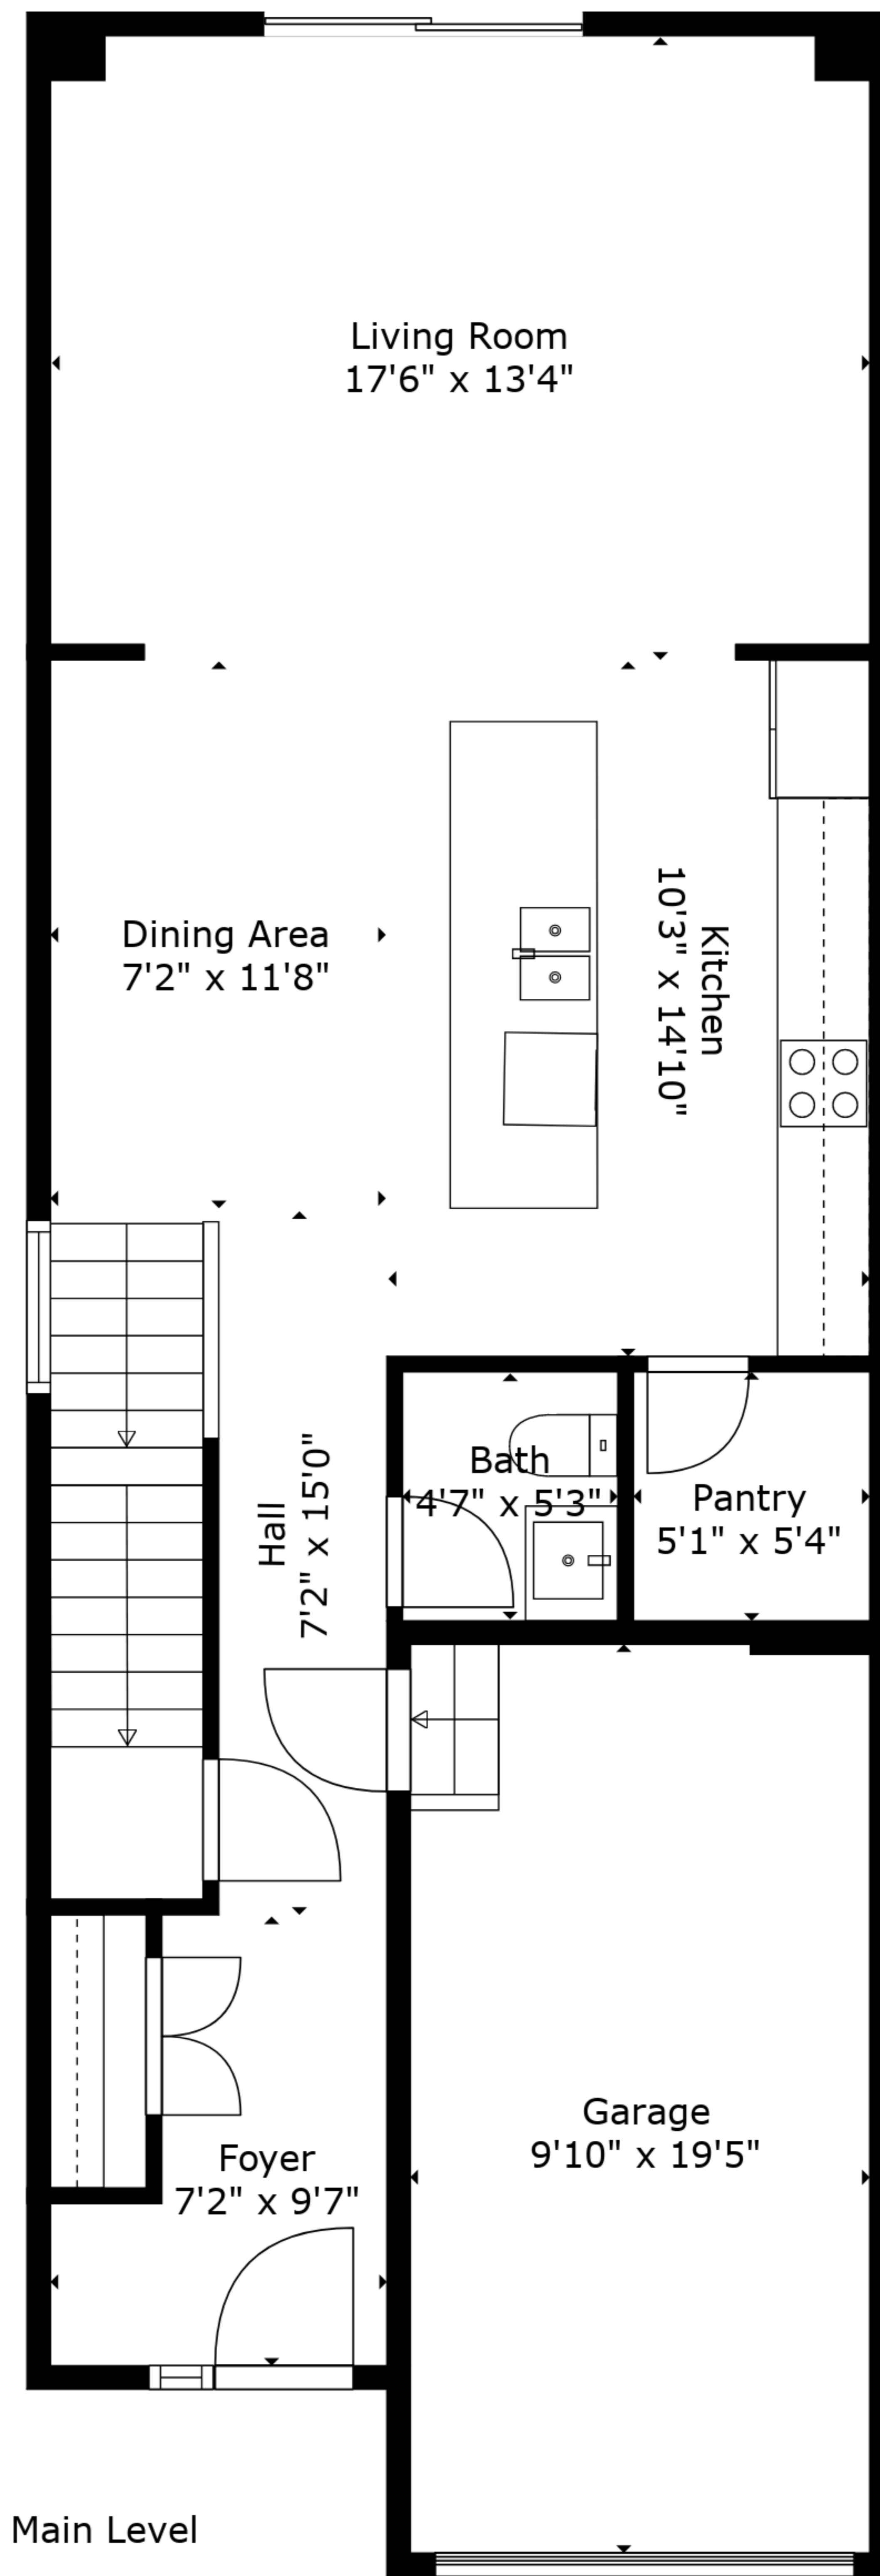 Living Room
17'6" x 13'4"
Dining Area
7'2" x 11'8"
Kitchen
10'3" x 14'10"
Hall
7'2" x 15'0"
Bath
4'7" x 5'3"
Pantry
5'1" x 5'4"
Garage
9'10" x 19'5"
Foyer
7'2" x 9'7"
Main Level